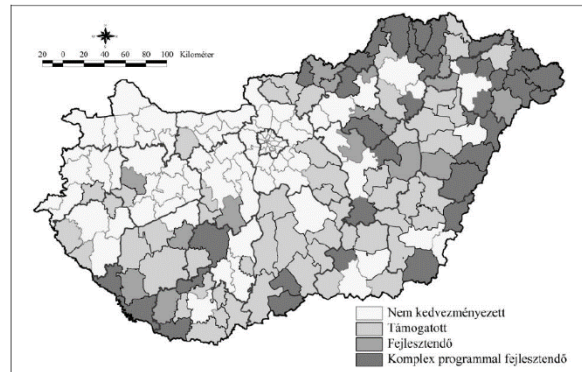 20 0 20 40 60 80 100 Kilométer
Nem kedvezményezett
Támogatott
Fejlesztendő
Komplex programmal fejlesztendő